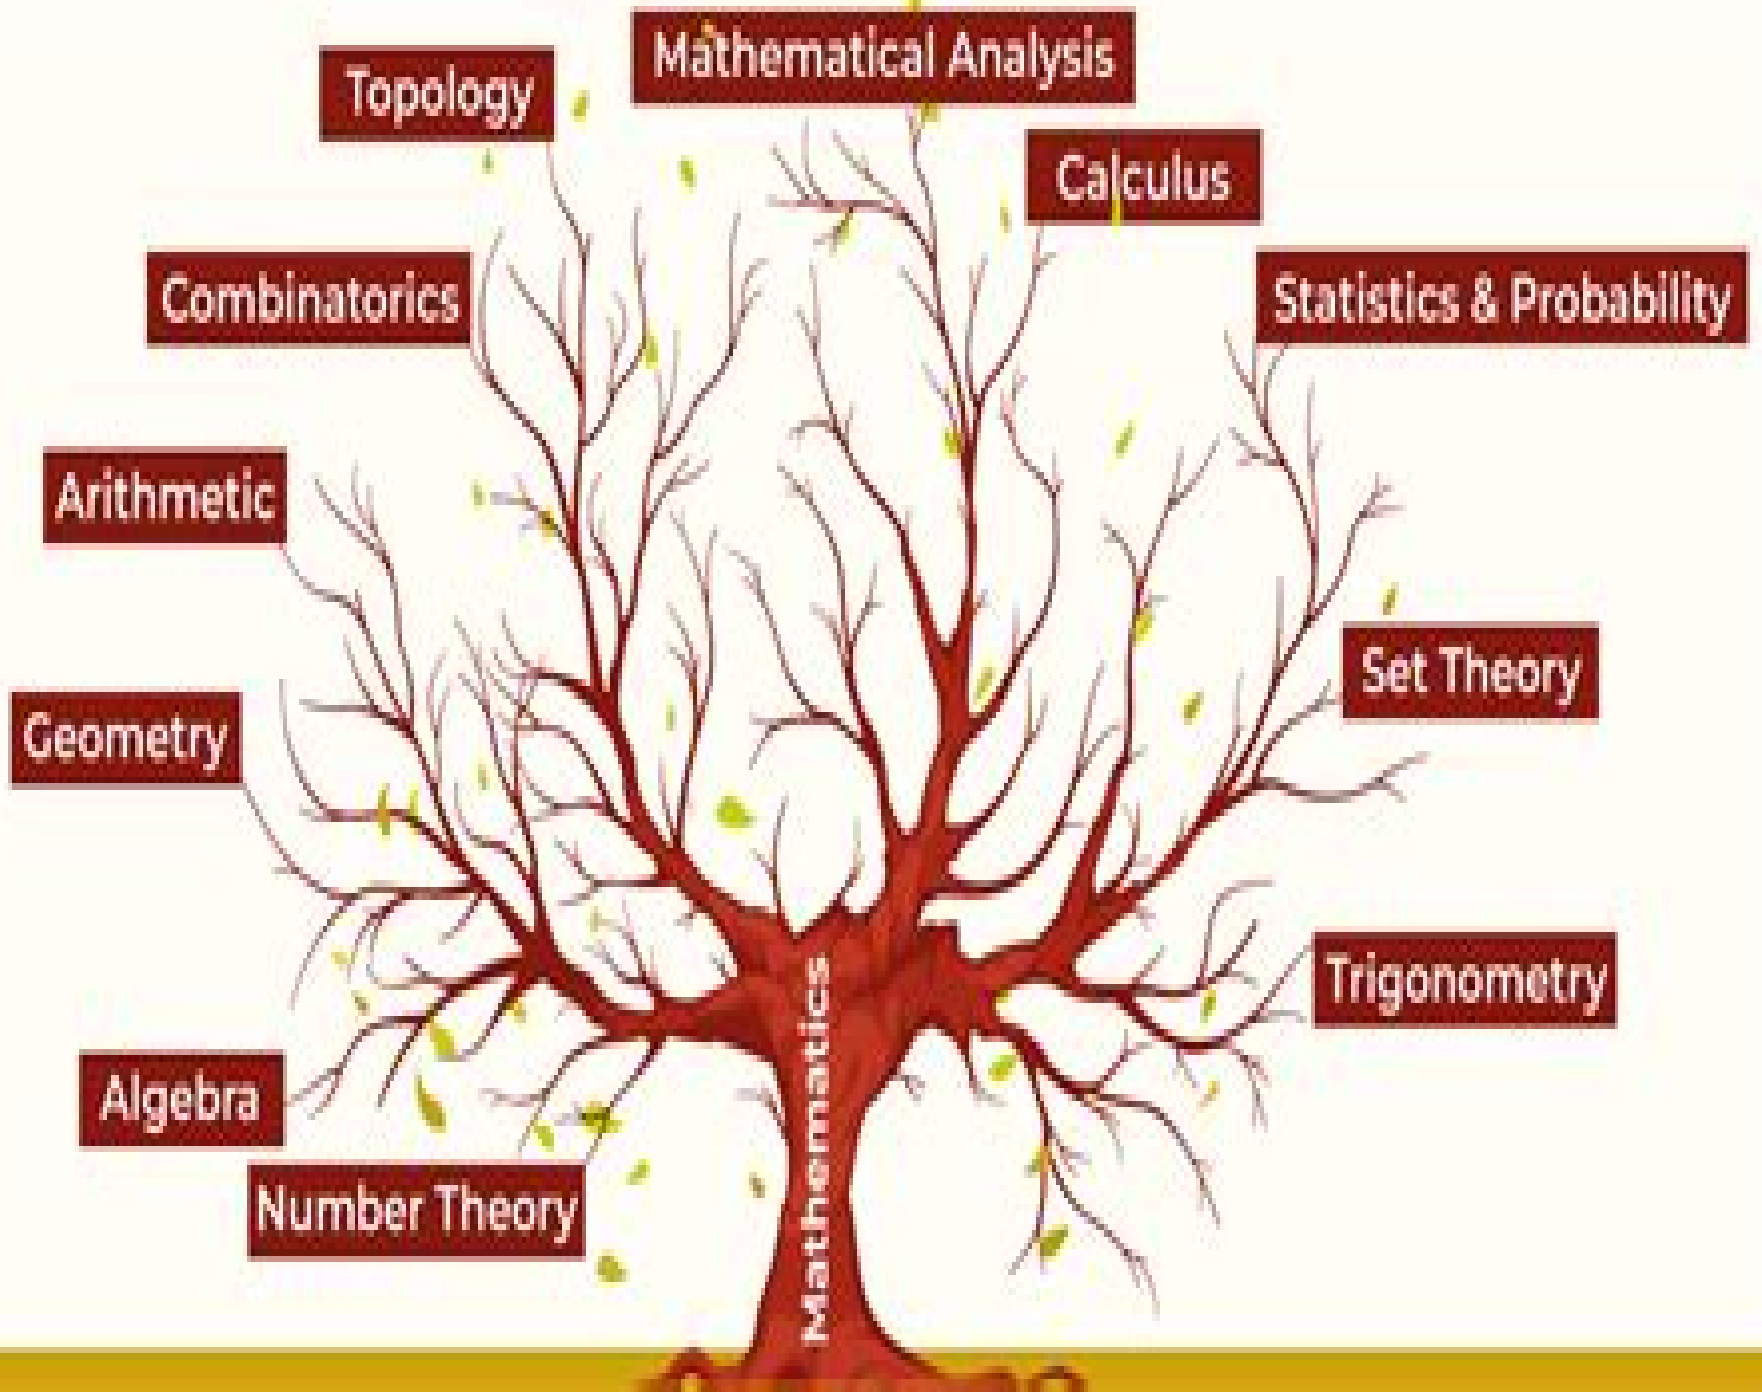 Mathematical Analysis
Topology
Calculus
Combinatorics
Statistics & Probability
Arithmetic
Set Theory
Geometry
Trigonometry
Algebra
Number Theory
Mathematics